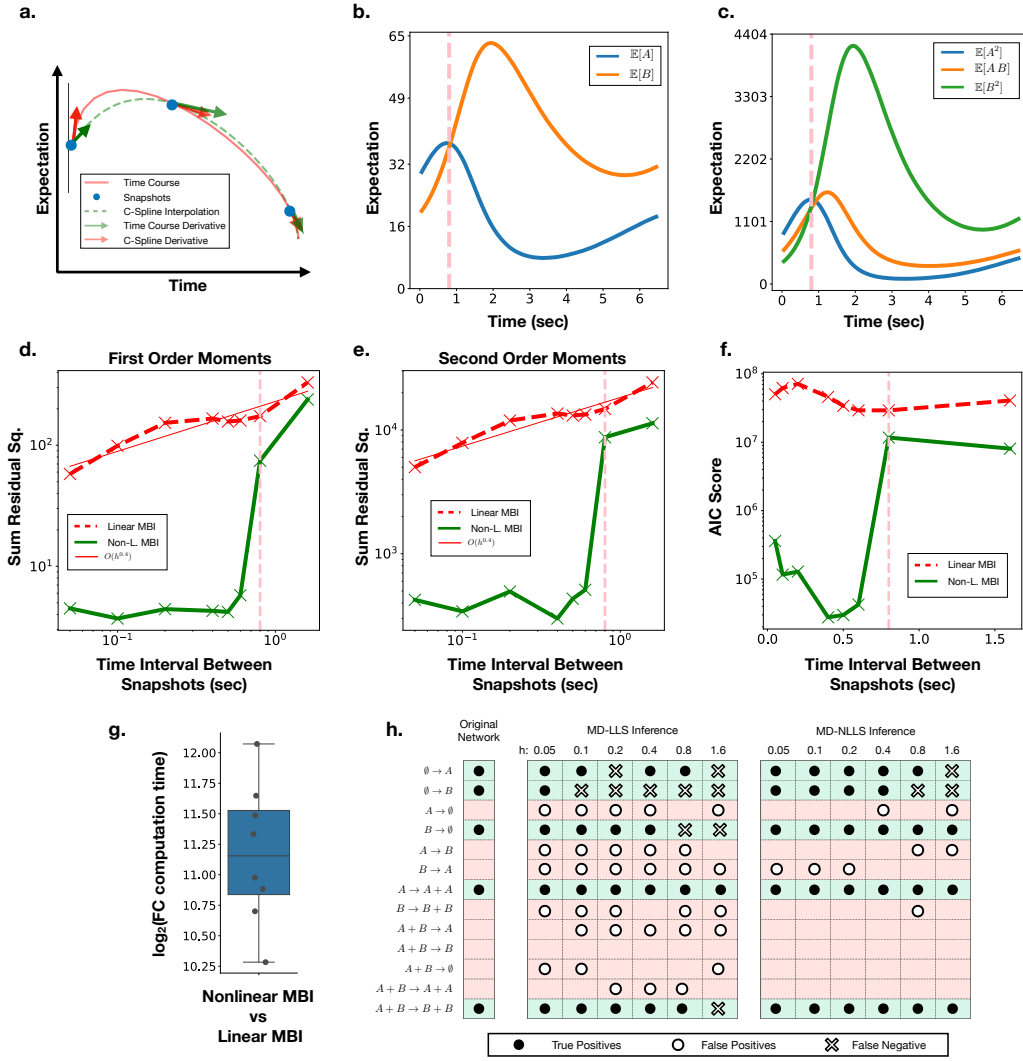 a.
Expectation
Time
Time Course
Snapshots
C-Spline Interpolation
Time Course Derivative
C-Spline Derivative
b.
Expectation
65
49
32
16
0
𝔼[A]
𝔼[B]
0 1 2 3 4 5 6
Time (sec)
c.
Expectation
4404
3303
2202
1101
0
𝔼[A²]
𝔼[A B]
𝔼[B²]
0 1 2 3 4 5 6
Time (sec)
d.
First Order Moments
Sum Residual Sq.
10²
10¹
Linear MBI
Non-L. MBI
O(h^0.4)
10⁻¹ 10⁰
Time Interval Between
Snapshots (sec)
e.
Second Order Moments
Sum Residual Sq.
10⁴
10³
Linear MBI
Non-L. MBI
O(h^0.4)
10⁻¹ 10⁰
Time Interval Between
Snapshots (sec)
f.
AIC Score
10⁸
10⁷
10⁶
10⁵
Linear MBI
Non-L. MBI
0.0 0.5 1.0 1.5
Time Interval Between
Snapshots (sec)
g.
log₂(FC computation time)
12.00
11.75
11.50
11.25
11.00
10.75
10.50
10.25
Nonlinear MBI
vs
Linear MBI
h.
Original
Network
MD-LLS Inference
MD-NLLS Inference
h: 0.05 0.1 0.2 0.4 0.8 1.6
0.05 0.1 0.2 0.4 0.8 1.6
∅ → A
∅ → B
A → ∅
B → ∅
A → B
B → A
A → A + A
B → B + B
A + B → A
A + B → B
A + B → ∅
A + B → A + A
A + B → B + B
True Positives
False Positives
False Negative